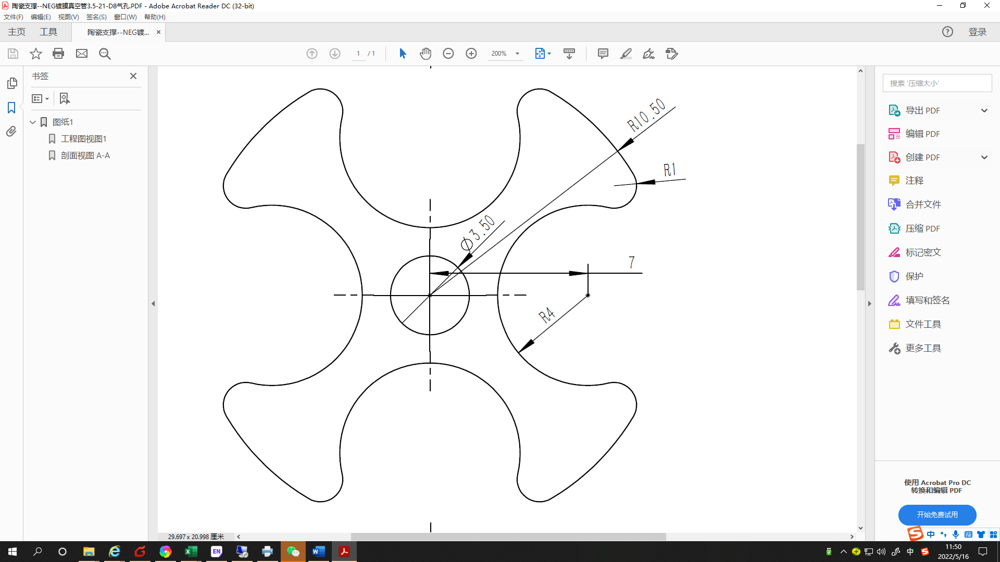 陶瓷支撑--NEG镀膜真空管3.5-21-D8气孔.PDF - Adobe Acrobat Reader DC (32-bit)
文件(F) 编辑(E) 视图(V) 签名(S) 窗口(W) 帮助(H)
主页 工具 陶瓷支撑--NEG镀... 登录
1 / 1 200%
书签
图纸1
工程图视图1
剖面视图 A-A
R10.50
R1
Φ3.50
7
R4
搜索 '压缩大小'
导出 PDF
编辑 PDF
创建 PDF
注释
合并文件
压缩 PDF
标记密文
保护
填写和签名
文件工具
更多工具
使用 Acrobat Pro DC
转换和编辑 PDF
开始免费试用
29.697 x 20.998 厘米
中
EN
中
11:50
2022/5/16